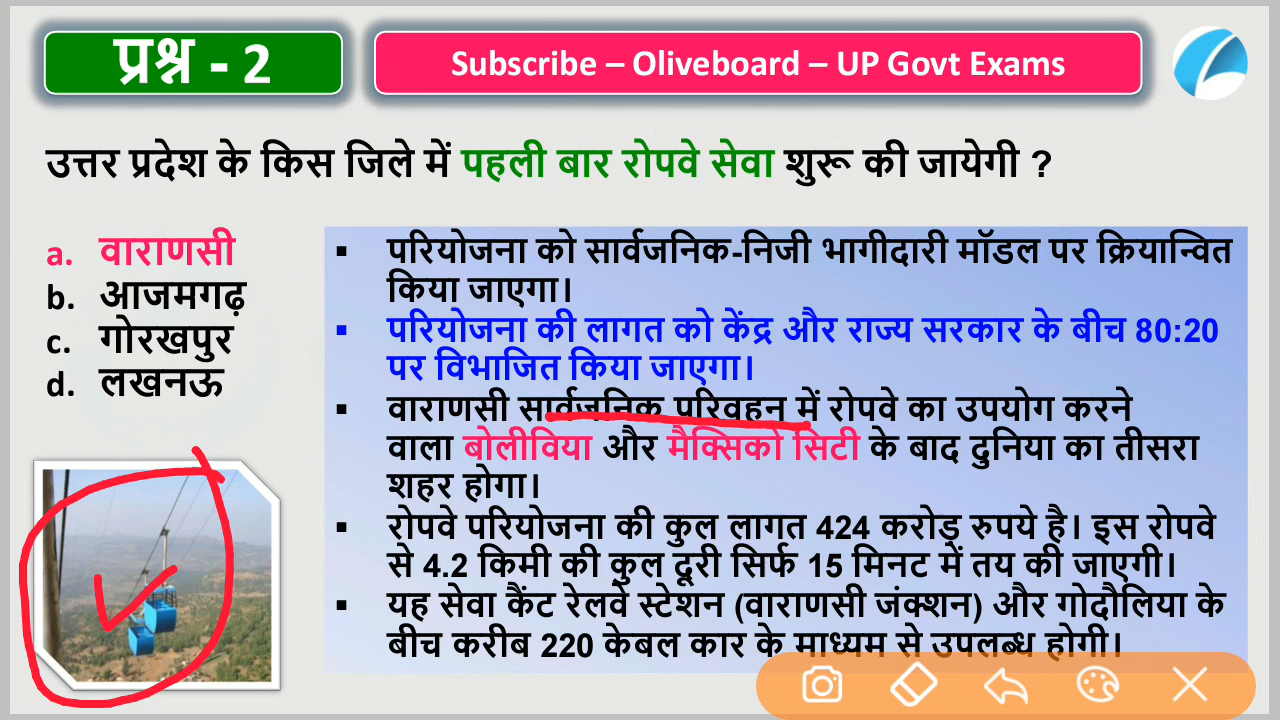 प्रश्न - 2
Subscribe – Oliveboard – UP Govt Exams
उत्तर प्रदेश के किस जिले में पहली बार रोपवे सेवा शुरू की जायेगी ?
a. वाराणसी
b. आजमगढ़
c. गोरखपुर
d. लखनऊ
▪ परियोजना को सार्वजनिक-निजी भागीदारी मॉडल पर क्रियान्वित
किया जाएगा।
▪ परियोजना की लागत को केंद्र और राज्य सरकार के बीच 80:20
पर विभाजित किया जाएगा।
▪ वाराणसी सार्वजनिक परिवहन में रोपवे का उपयोग करने
वाला बोलीविया और मैक्सिको सिटी के बाद दुनिया का तीसरा
शहर होगा।
▪ रोपवे परियोजना की कुल लागत 424 करोड़ रुपये है। इस रोपवे
से 4.2 किमी की कुल दूरी सिर्फ 15 मिनट में तय की जाएगी।
▪ यह सेवा कैंट रेलवे स्टेशन (वाराणसी जंक्शन) और गोदौलिया के
बीच करीब 220 केबल कार के माध्यम से उपलब्ध होगी।